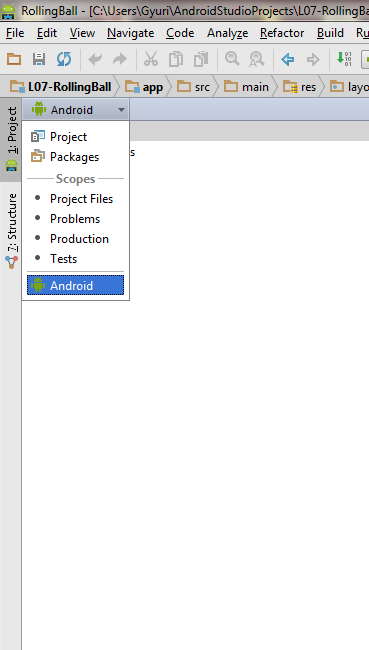 RollingBall - [C:\Users\Gyuri\AndroidStudioProjects\L07-RollingBa
File Edit View Navigate Code Analyze Refactor Build Ru
L07-RollingBall app src main res layo
1: Project
7: Structure
Android
s
Project
Packages
Scopes
Project Files
Problems
Production
Tests
Android